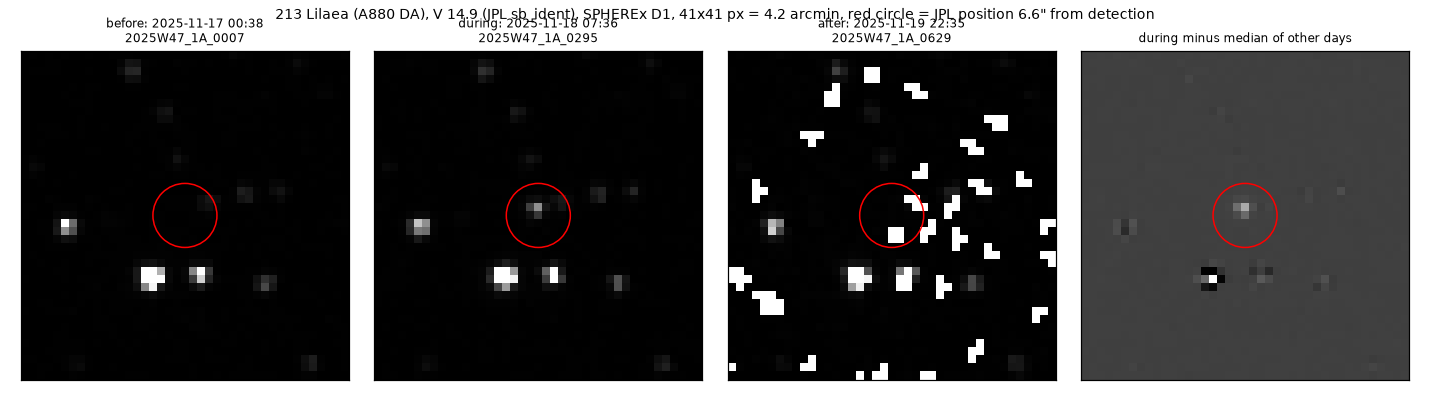 213 Lilaea (A880 DA), V 14.9 (JPL sb_ident), SPHEREx D1, 41x41 px = 4.2 arcmin, red circle = JPL position 6.6" from detection
before: 2025-11-17 00:38
2025W47_1A_0007
during: 2025-11-18 07:36
2025W47_1A_0295
after: 2025-11-19 22:35
2025W47_1A_0629
during minus median of other days